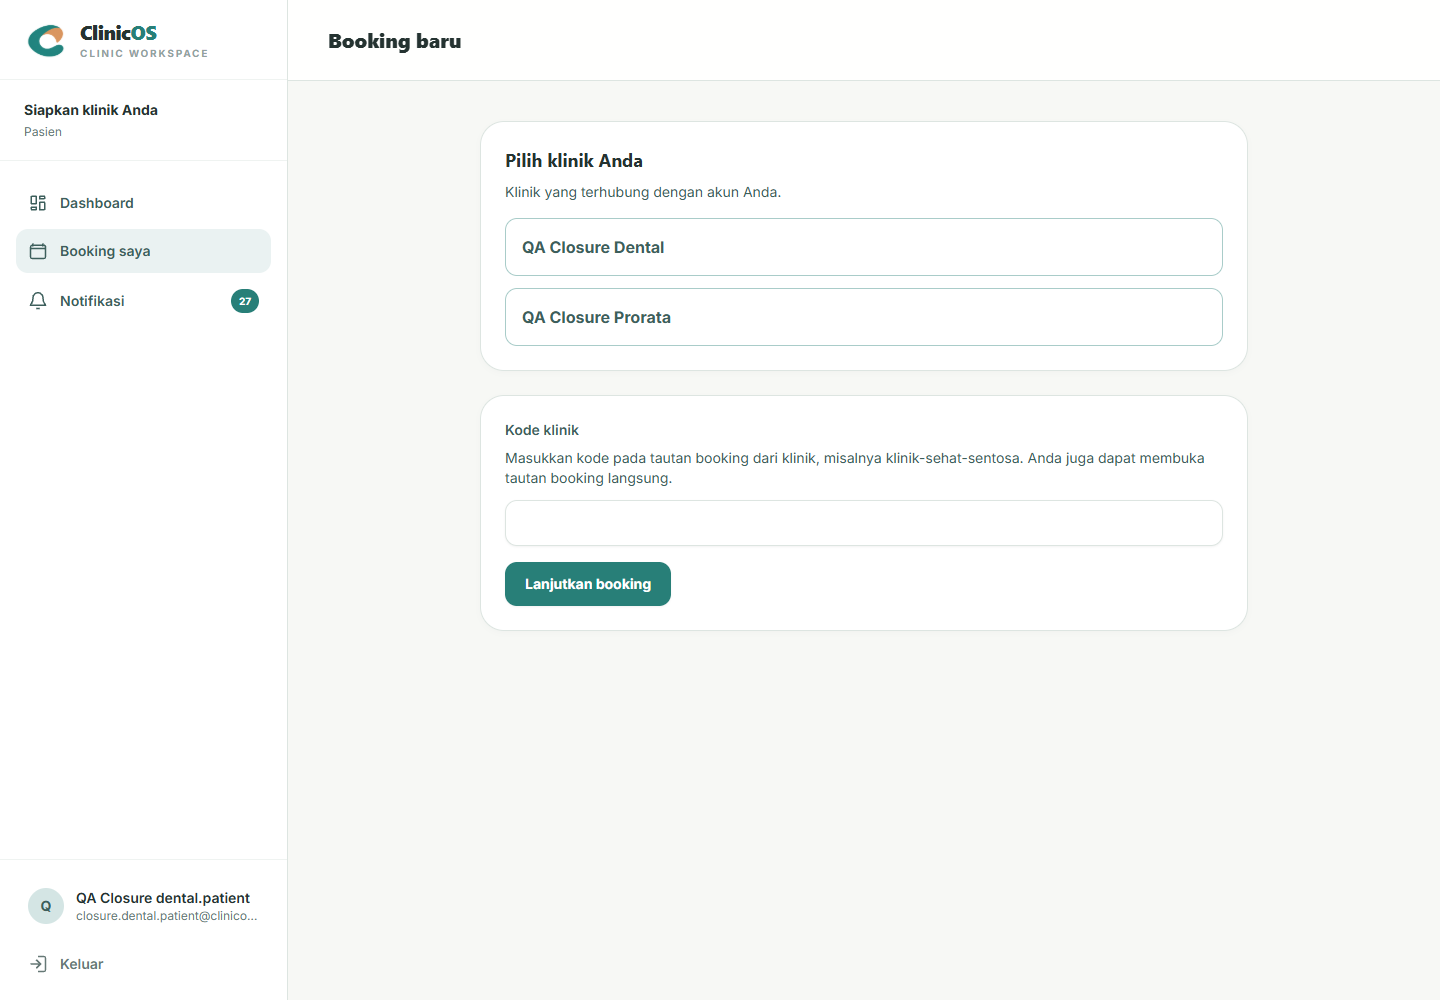 ClinicOS
CLINIC WORKSPACE
Siapkan klinik Anda
Pasien
Dashboard
Booking saya
Notifikasi
27
QA Closure dental.patient
Q
closure.dental.patient@clinico...
Keluar
Booking baru
Pilih klinik Anda
Klinik yang terhubung dengan akun Anda.
QA Closure Dental
QA Closure Prorata
Kode klinik
Masukkan kode pada tautan booking dari klinik, misalnya klinik-sehat-sentosa. Anda juga dapat membuka
tautan booking langsung.
Lanjutkan booking